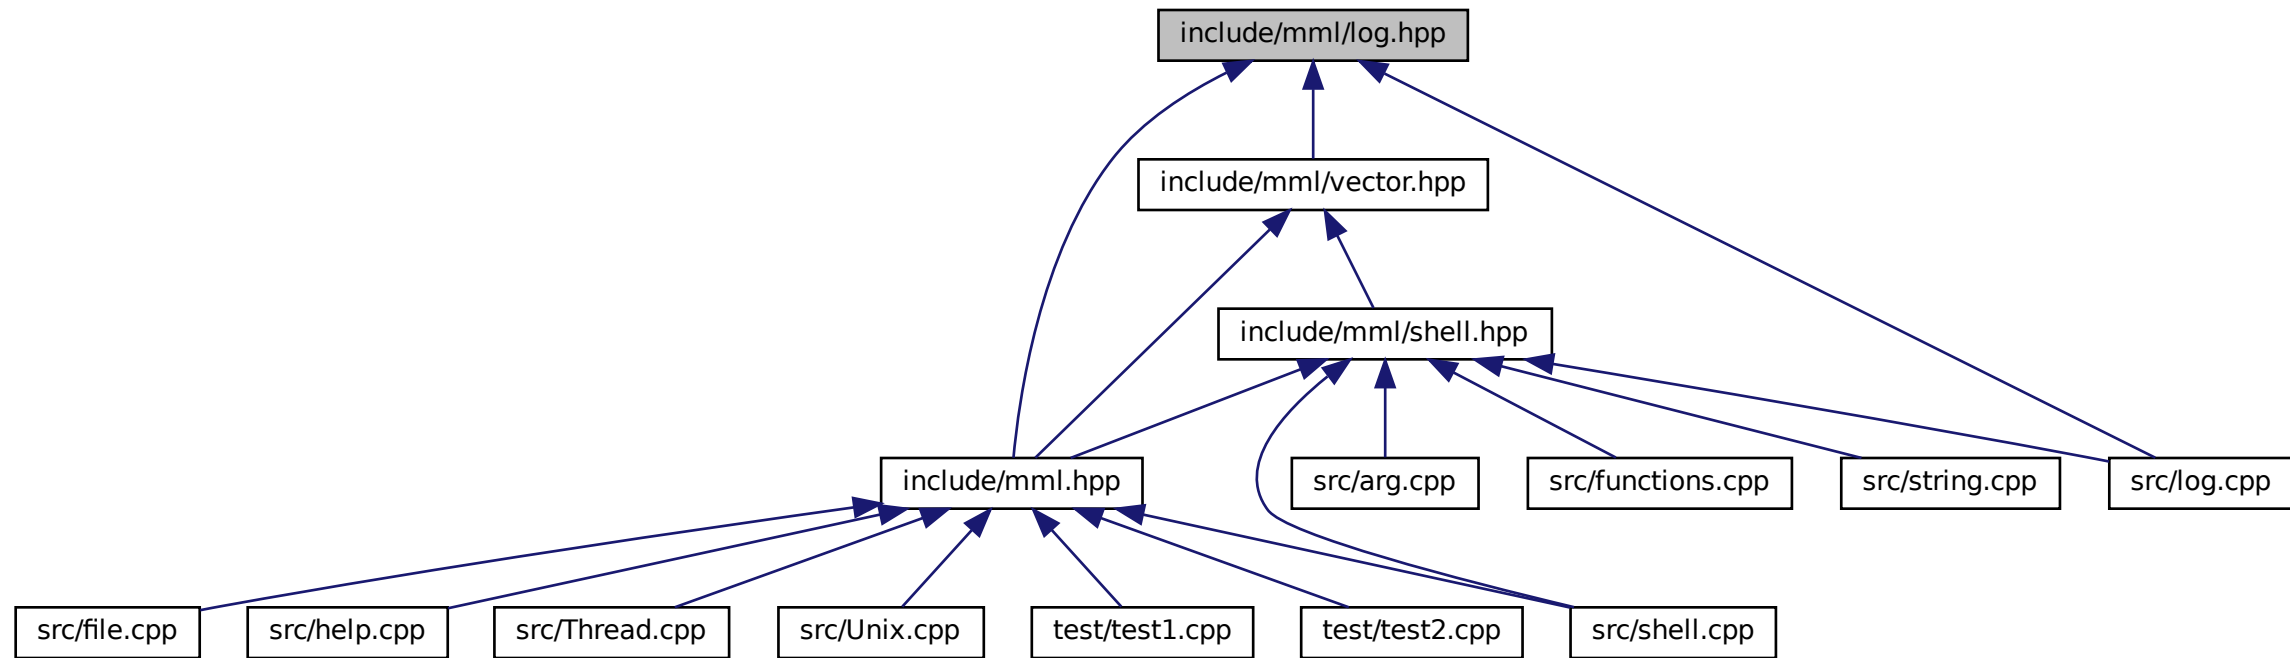 include/mml/log.hpp
include/mml/vector.hpp
include/mml/shell.hpp
include/mml.hpp
src/arg.cpp
src/functions.cpp
src/string.cpp
src/log.cpp
src/file.cpp
src/help.cpp
src/Thread.cpp
src/Unix.cpp
test/test1.cpp
test/test2.cpp
src/shell.cpp